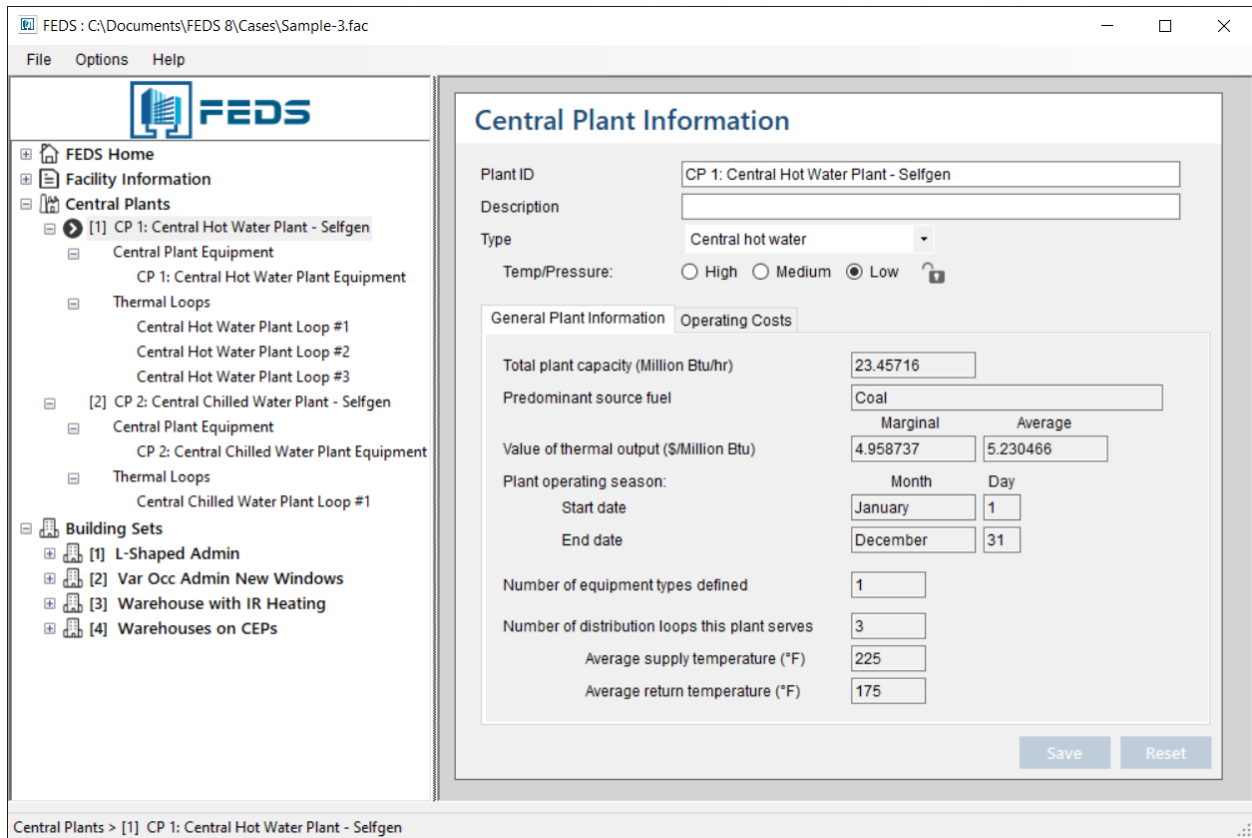 FEDS : C:\Documents\FEDS 8\Cases\Sample-3.fac
File Options Help
FEDS
FEDS Home
Facility Information
Central Plants
[1] CP 1: Central Hot Water Plant - Selfgen
Central Plant Equipment
CP 1: Central Hot Water Plant Equipment
Thermal Loops
Central Hot Water Plant Loop #1
Central Hot Water Plant Loop #2
Central Hot Water Plant Loop #3
[2] CP 2: Central Chilled Water Plant - Selfgen
Central Plant Equipment
CP 2: Central Chilled Water Plant Equipment
Thermal Loops
Central Chilled Water Plant Loop #1
Building Sets
[1] L-Shaped Admin
[2] Var Occ Admin New Windows
[3] Warehouse with IR Heating
[4] Warehouses on CEPs
Central Plant Information
Plant ID CP 1: Central Hot Water Plant - Selfgen
Description
Type Central hot water
Temp/Pressure: High Medium Low
General Plant Information Operating Costs
Total plant capacity (Million Btu/hr) 23.45716
Predominant source fuel Coal
Marginal Average
Value of thermal output ($/Million Btu) 4.958737 5.230466
Plant operating season: Month Day
Start date January 1
End date December 31
Number of equipment types defined 1
Number of distribution loops this plant serves 3
Average supply temperature (°F) 225
Average return temperature (°F) 175
Save Reset
Central Plants > [1] CP 1: Central Hot Water Plant - Selfgen